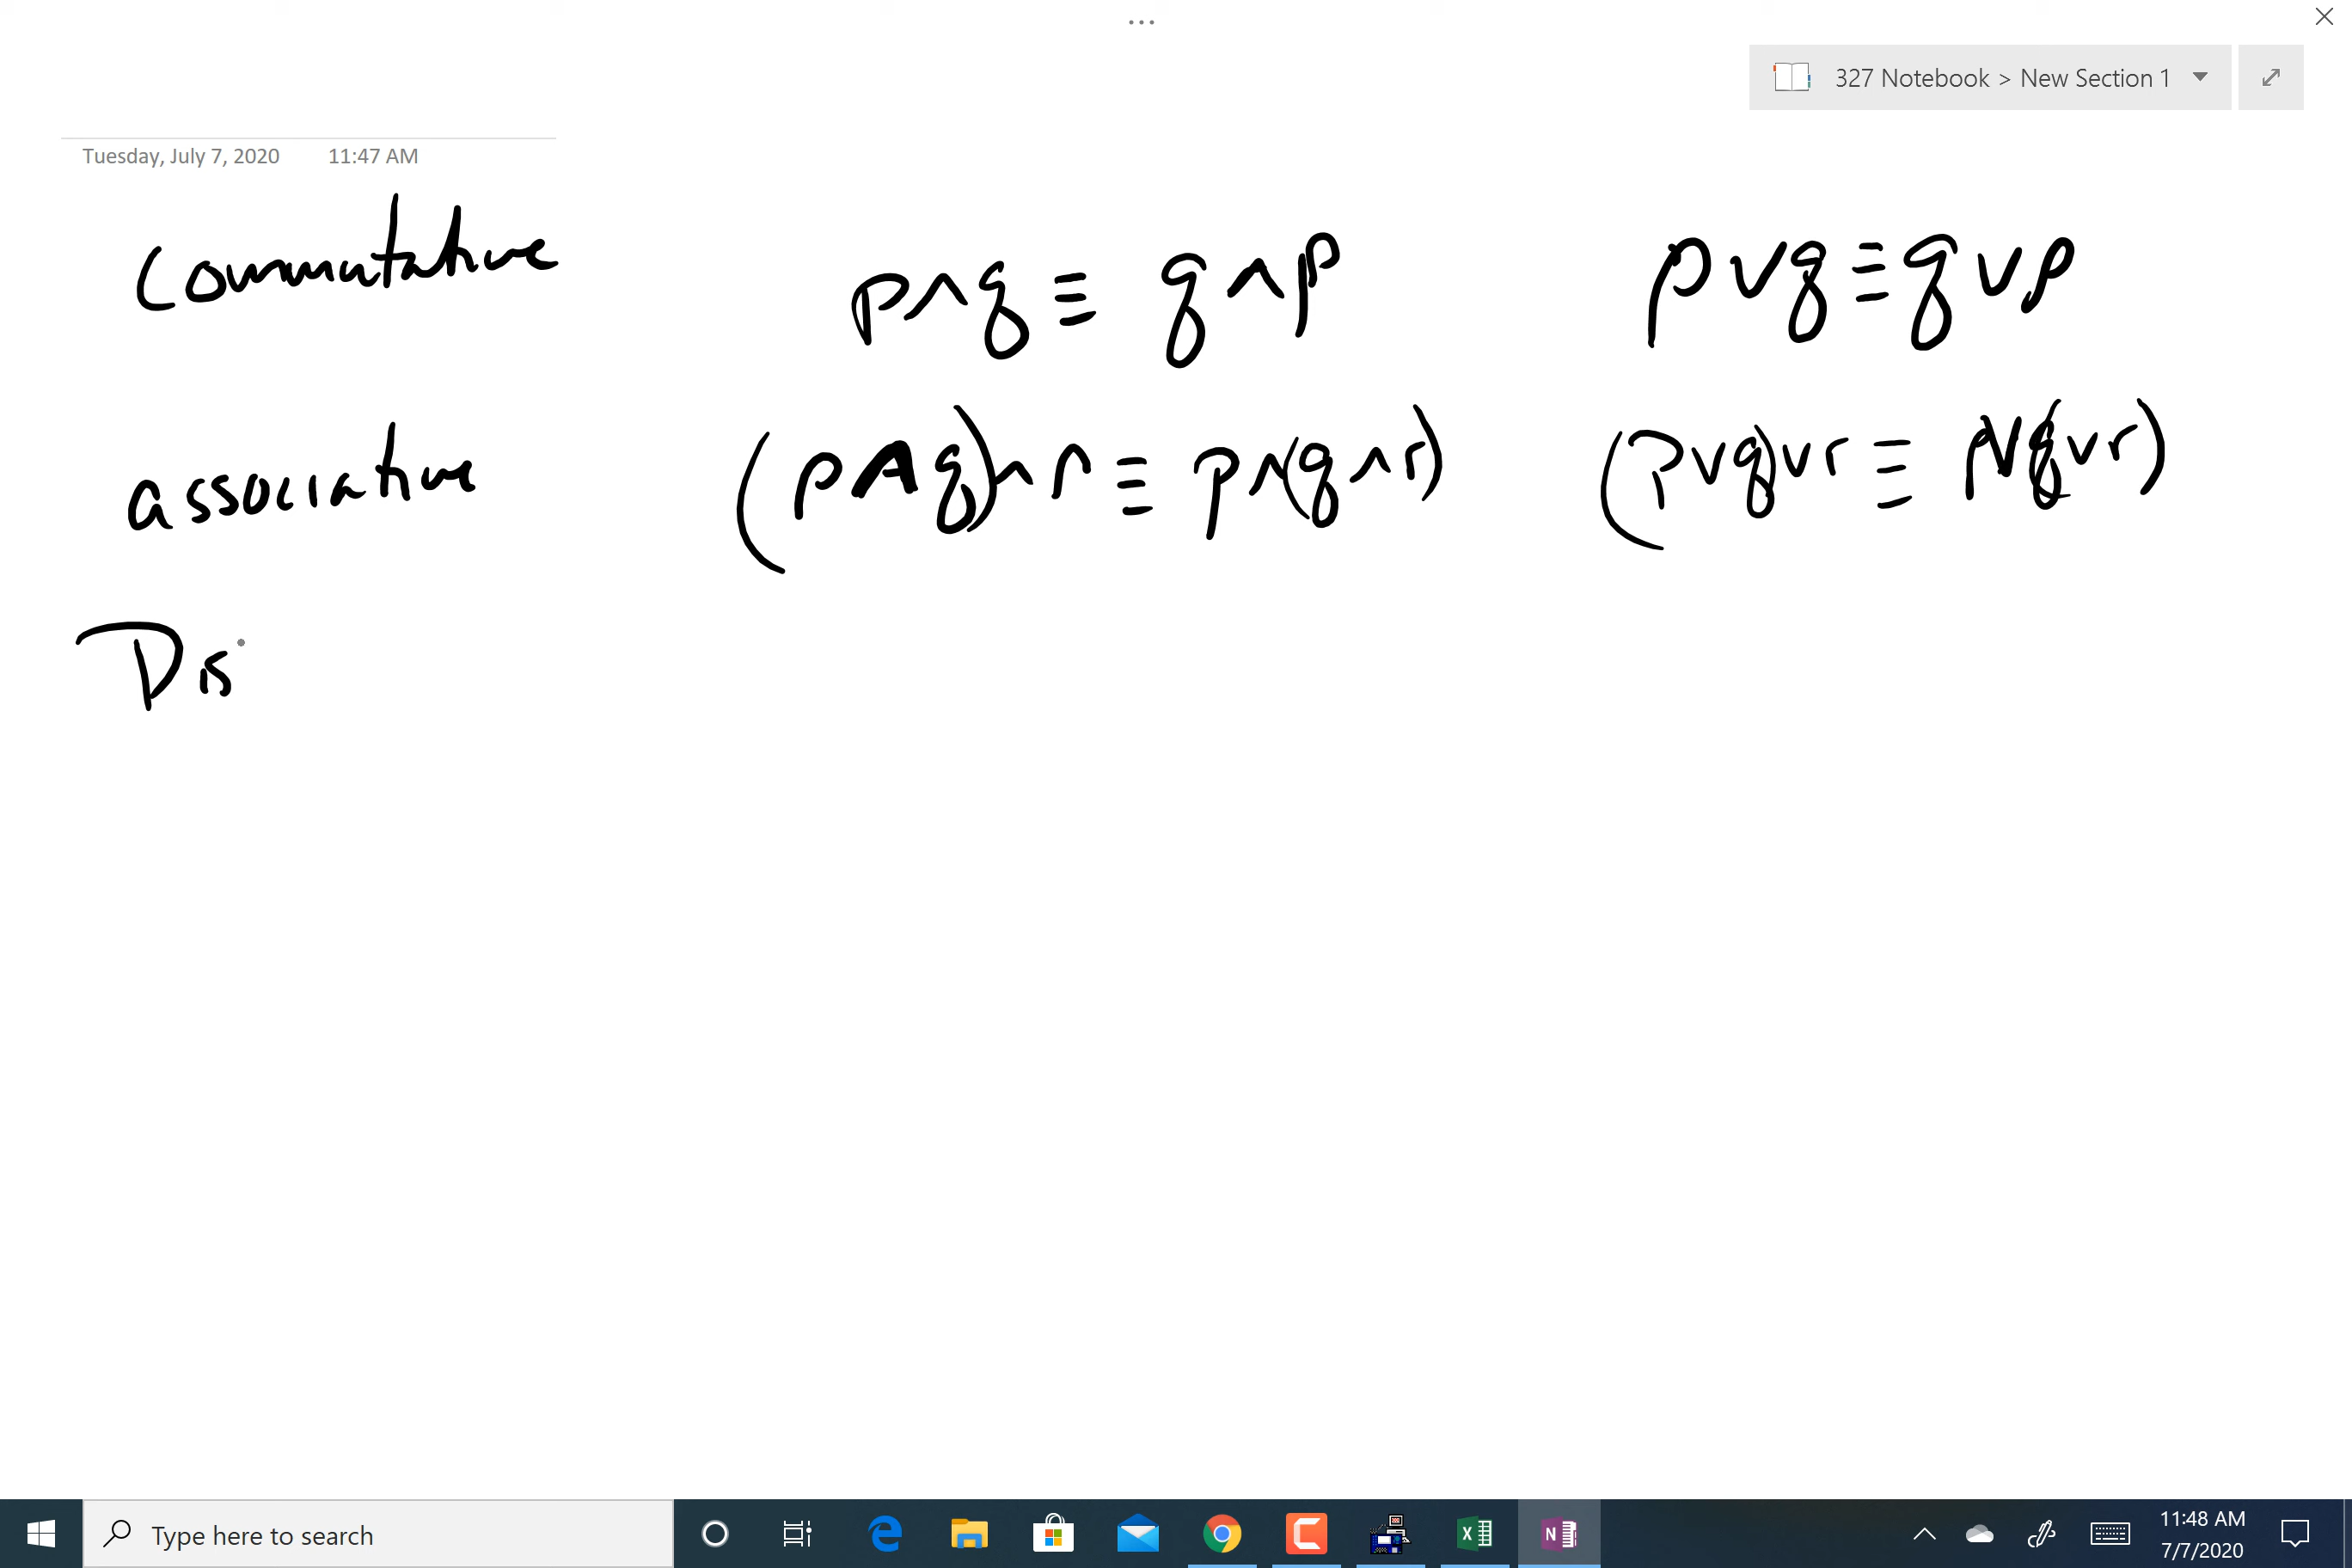 ...
327 Notebook > New Section 1
Tuesday, July 7, 2020 11:47 AM
Commutative p ∧ q ≡ q ∧ p p ∨ q ≡ q ∨ p
associative (p ∧ q) ∧ r ≡ p ∧ (q ∧ r) (p ∨ q) ∨ r ≡ p ∨ (q ∨ r)
Dis
Type here to search
11:48 AM
7/7/2020